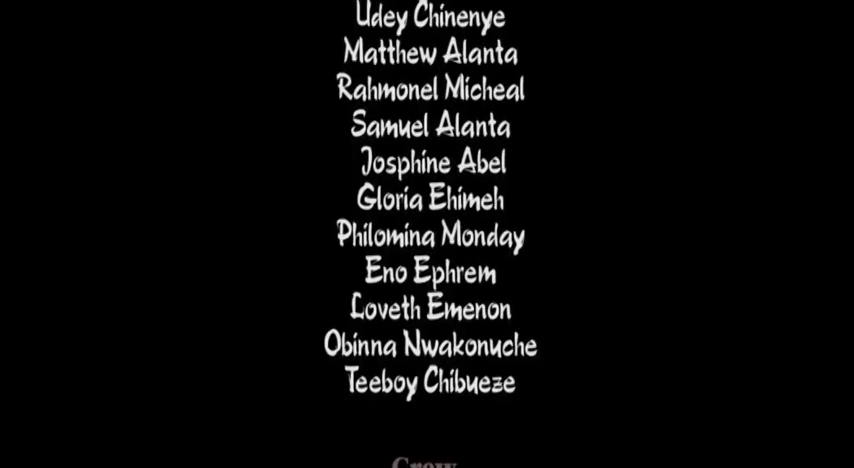 Udey Chinenye
Matthew Alanta
Rahmonel Micheal
Samuel Alanta
Josphine Abel
Gloria Ehimeh
Philomina Monday
Eno Ephrem
Loveth Emenon
Obinna Nwakonuche
Teeboy Chibueze
Crew